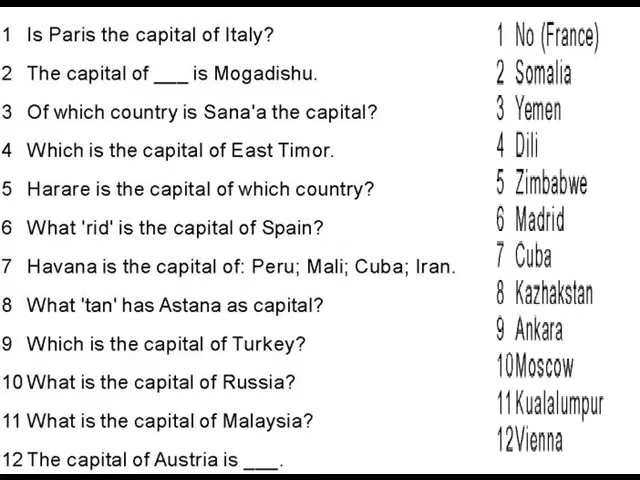 1 Is Paris the capital of Italy?
2 The capital of ___ is Mogadishu.
3 Of which country is Sana'a the capital?
4 Which is the capital of East Timor.
5 Harare is the capital of which country?
6 What 'rid' is the capital of Spain?
7 Havana is the capital of: Peru; Mali; Cuba; Iran.
8 What 'tan' has Astana as capital?
9 Which is the capital of Turkey?
10 What is the capital of Russia?
11 What is the capital of Malaysia?
12 The capital of Austria is ___.
1 No (France)
2 Somalia
3 Yemen
4 Dili
5 Zimbabwe
6 Madrid
7 Cuba
8 Kazhakstan
9 Ankara
10Moscow
11Kualalumpur
12Vienna